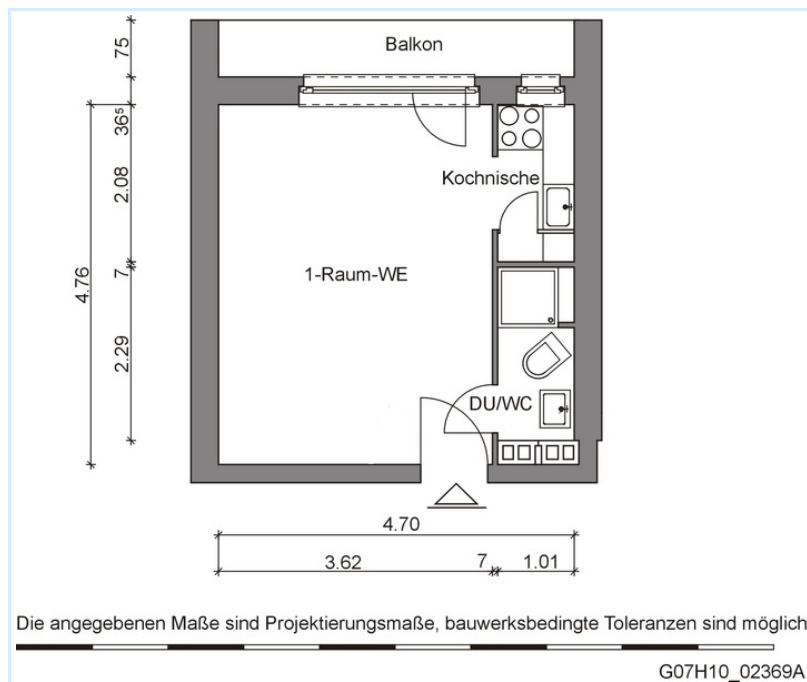 Balkon
75
36⁵
Kochnische
2.08
1-Raum-WE
7
4.76
2.29
DU/WC
4.70
3.62
7
1.01
Die angegebenen Maße sind Projektierungsmaße, bauwerksbedingte Toleranzen sind möglich
G07H10_02369A